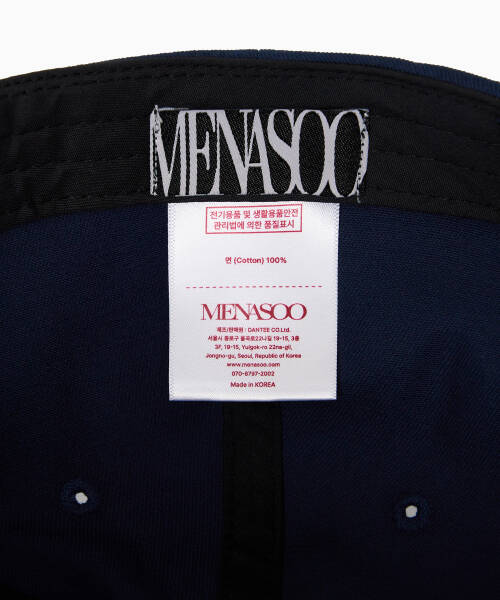 MENASOO
전기용품 및 생활용품안전
관리법에 의한 품질표시
면 (Cotton) 100%
MENASOO
제조/판매원 : DANTEE CO.Ltd.
서울시 종로구 율곡로22나길 19-15, 3층
3F, 19-15, Yulgok-ro 22na-gil,
Jongno-gu, Seoul, Republic of Korea
www.menasoo.com
070-8797-2002
Made in KOREA